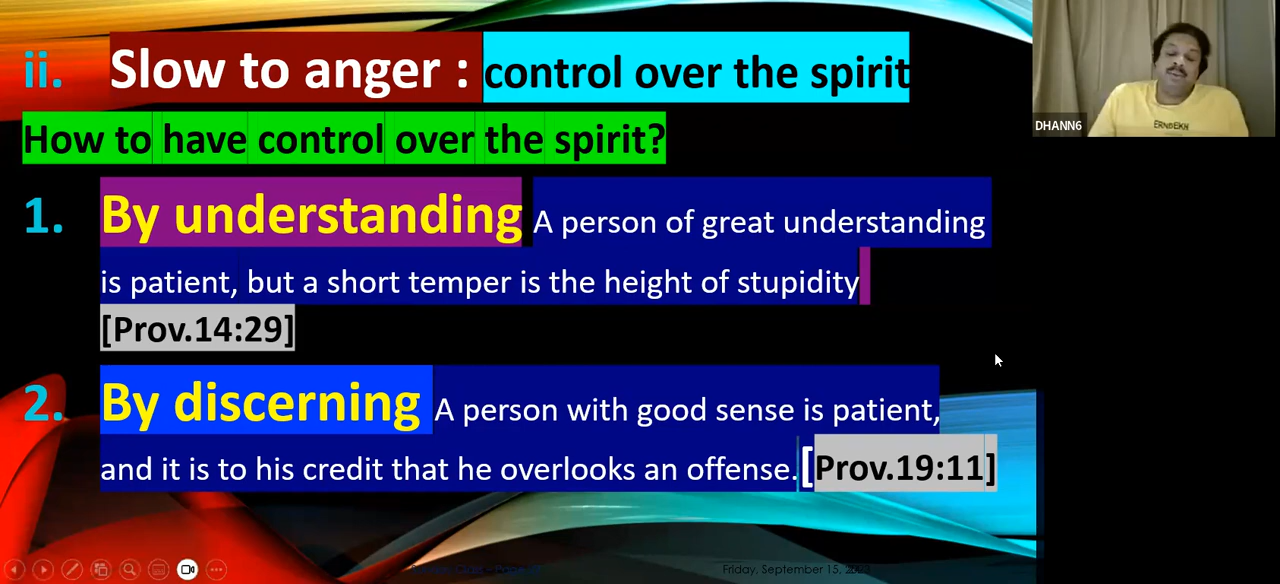 ii. Slow to anger : control over the spirit
How to have control over the spirit?
1. By understanding A person of great understanding
is patient, but a short temper is the height of stupidity
[Prov.14:29]
2. By discerning A person with good sense is patient,
and it is to his credit that he overlooks an offense.[Prov.19:11]
DHANN6
Friday, September 15,